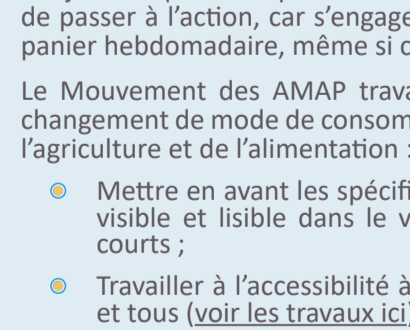 de passer à l'action, car s'engage
panier hebdomadaire, même si
Le Mouvement des AMAP trava
changement de mode de consom
l'agriculture et de l'alimentation :
Mettre en avant les spécifi
visible et lisible dans le v
courts ;
Travailler à l'accessibilité à
et tous (voir les travaux ici)